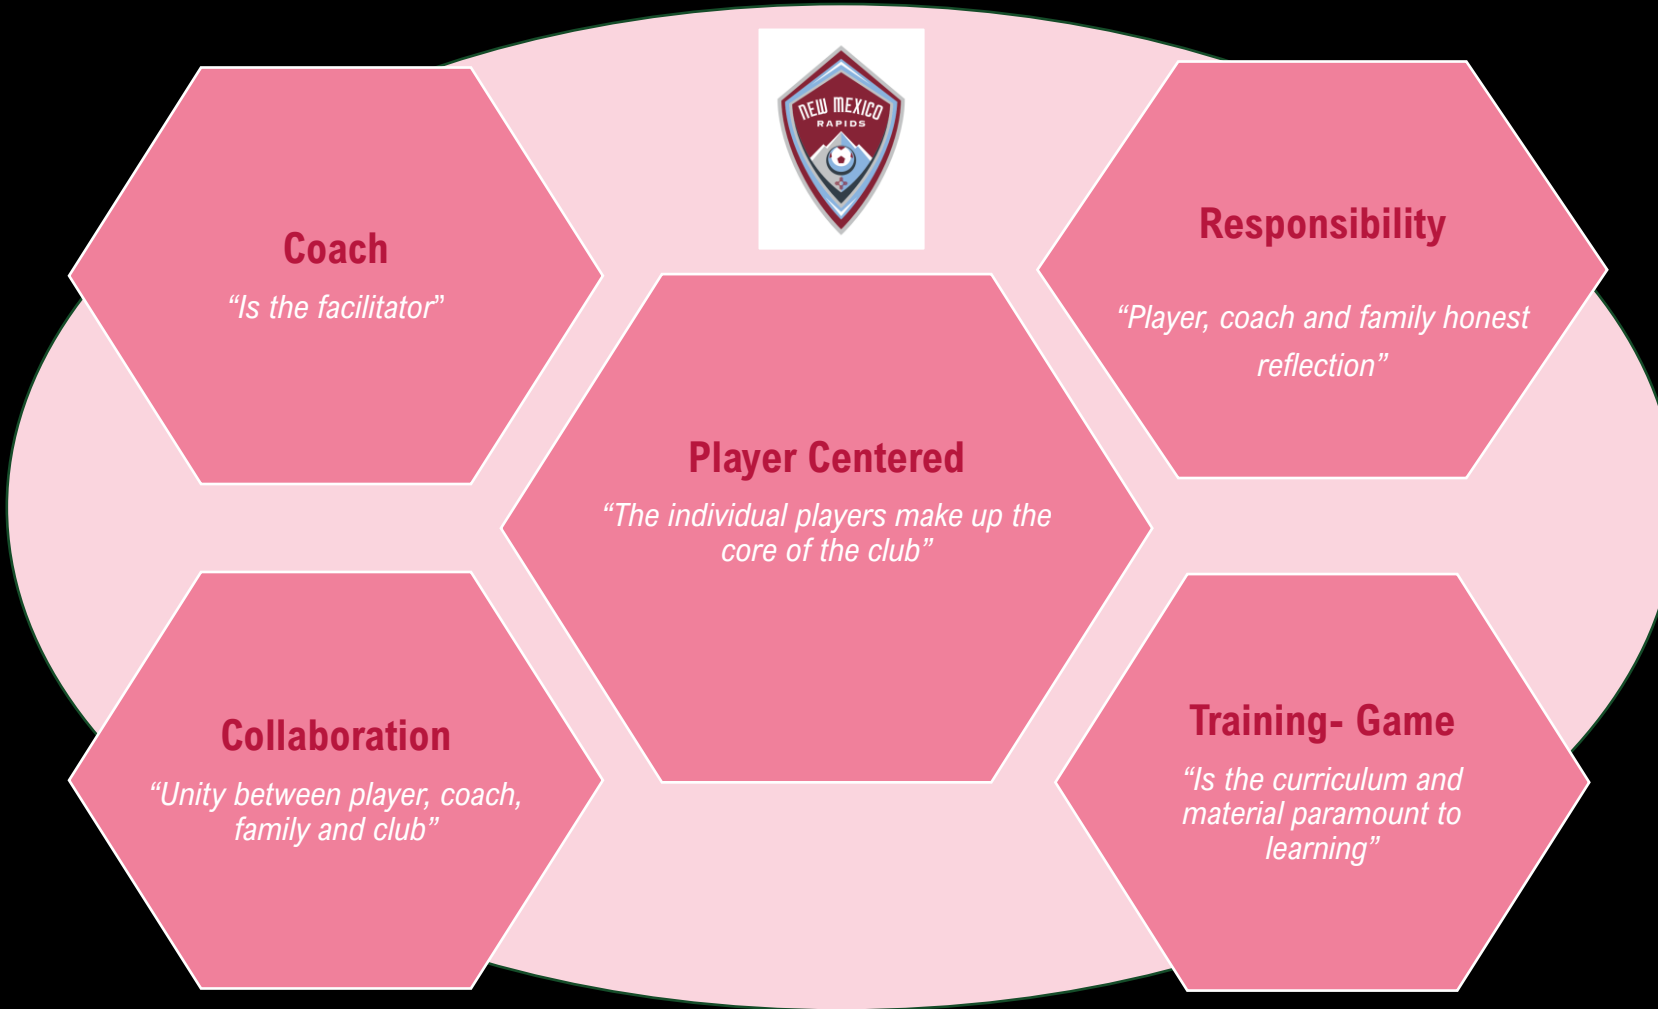 NEW MEXICO
RAPIDS
Coach
“Is the facilitator”
Responsibility
“Player, coach and family honest
reflection”
Player Centered
“The individual players make up the
core of the club”
Collaboration
“Unity between player, coach,
family and club”
Training- Game
“Is the curriculum and
material paramount to
learning”